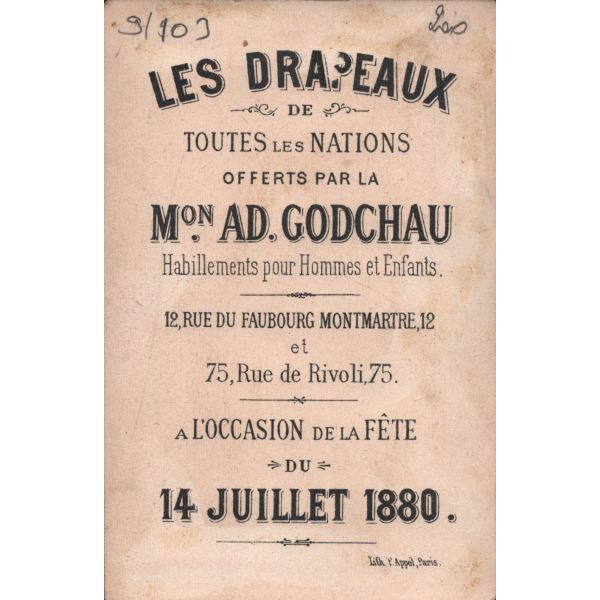 9/103
200
LES DRAPEAUX
DE
TOUTES LES NATIONS
OFFERTS PAR LA
MON. AD. GODCHAU
Habillements pour Hommes et Enfants.
12, RUE DU FAUBOURG MONTMARTRE, 12
et
75, Rue de Rivoli, 75.
A L'OCCASION DE LA FÊTE
DU
14 JUILLET 1880.
Lith. F. Appel, Paris.